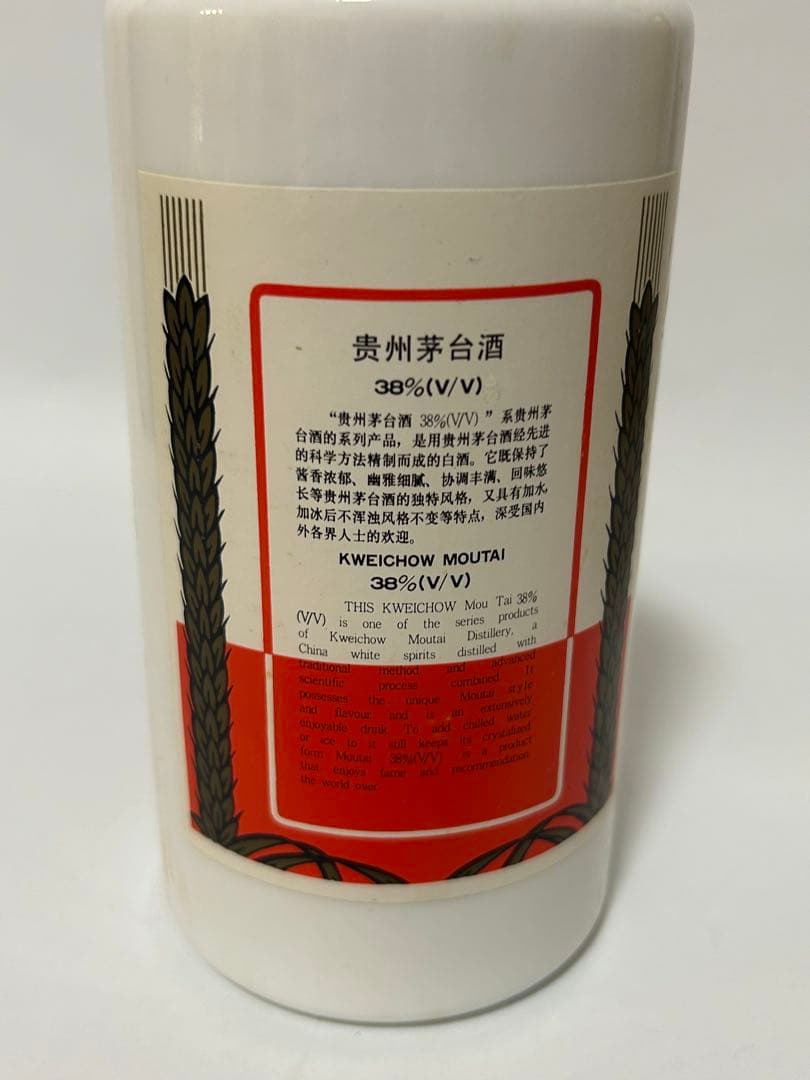 贵州茅台酒
38%(V/V)
“贵州茅台酒 38%(V/V)”系贵州茅
台酒的系列产品，是用贵州茅台酒经先进
的科学方法精制而成的白酒。它既保持了
酱香浓郁、幽雅细腻、协调丰满、回味悠
长等贵州茅台酒的独特风格，又具有加水,
加冰后不浑浊风格不变等特点，深受国内
外各界人士的欢迎。
KWEICHOW MOUTAI
38%(V/V)
THIS KWEICHOW Mou Tai 38%
(V/V) is one of the series products
of Kweichow Moutai Distillery, a
China white spirits distilled with
traditional method and advanced
scientific process combined. It
possesses the unique Moutai style
and flavour and is an extensively
enjoyable drink. To add chilled water
or ice to it still keeps its crystalized
form Moutai 38%(V/V) is a product
that enjoys fame and recommendation
the world over.